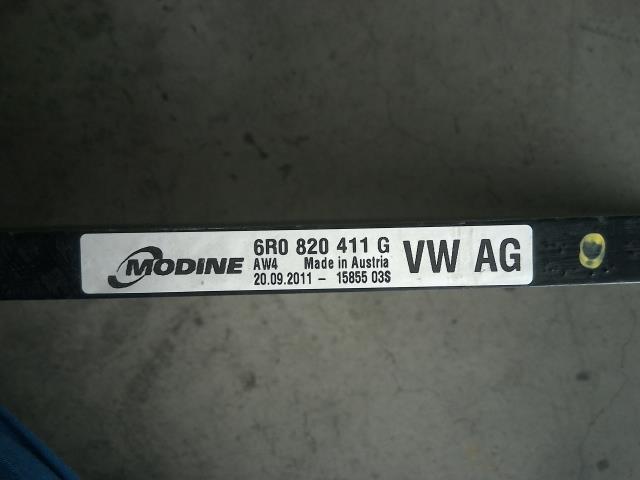 MODINE
6R0 820 411 G
AW4 Made in Austria
20.09.2011 - 15855 03S
VW AG